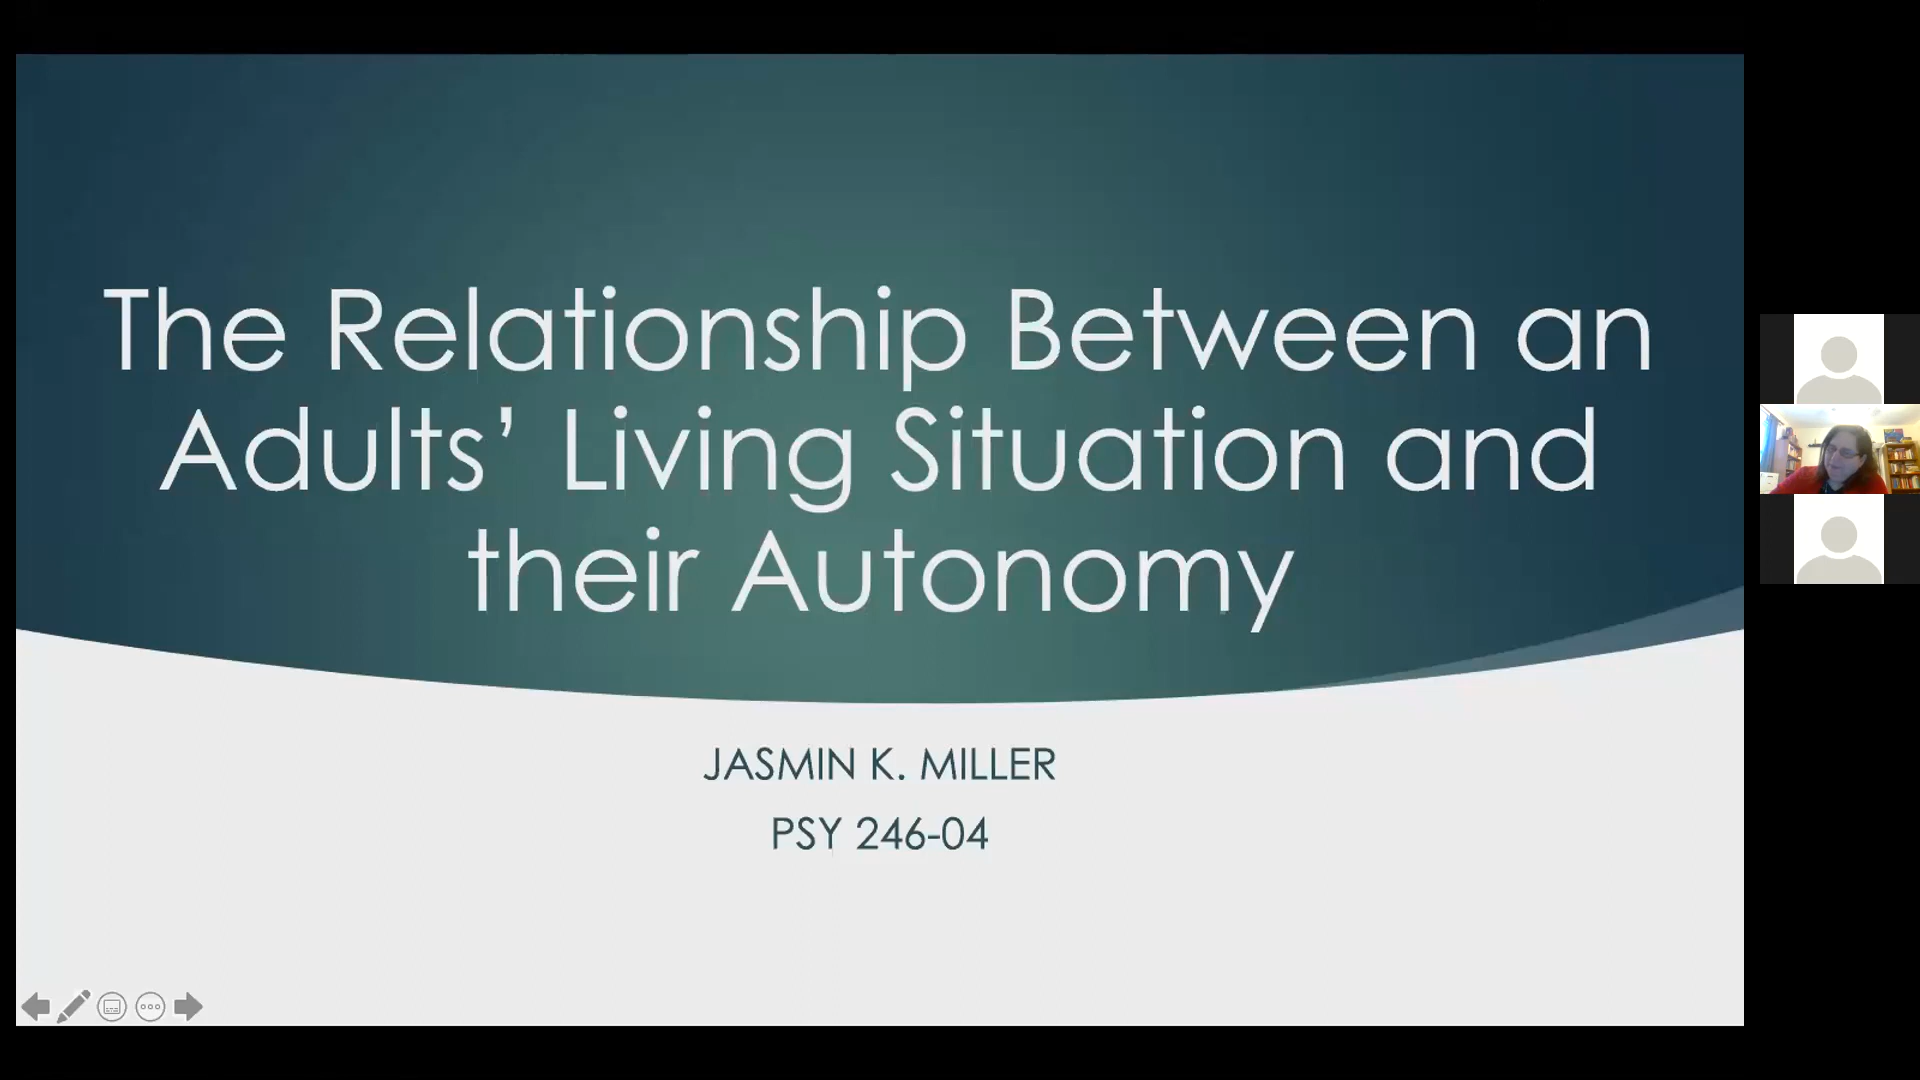 The Relationship Between an
Adults’ Living Situation and
their Autonomy
JASMIN K. MILLER
PSY 246-04